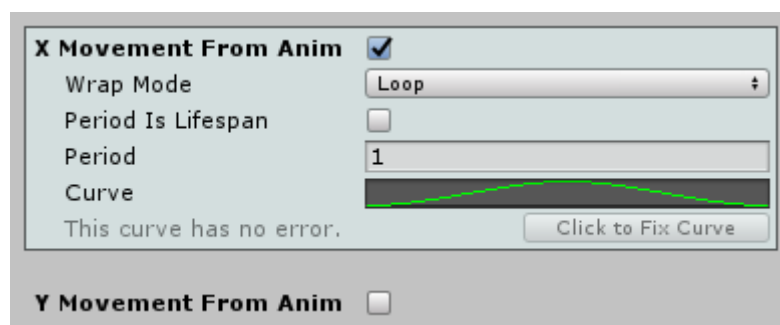 X Movement From Anim
Wrap Mode Loop
Period Is Lifespan
Period 1
Curve
This curve has no error. Click to Fix Curve
Y Movement From Anim